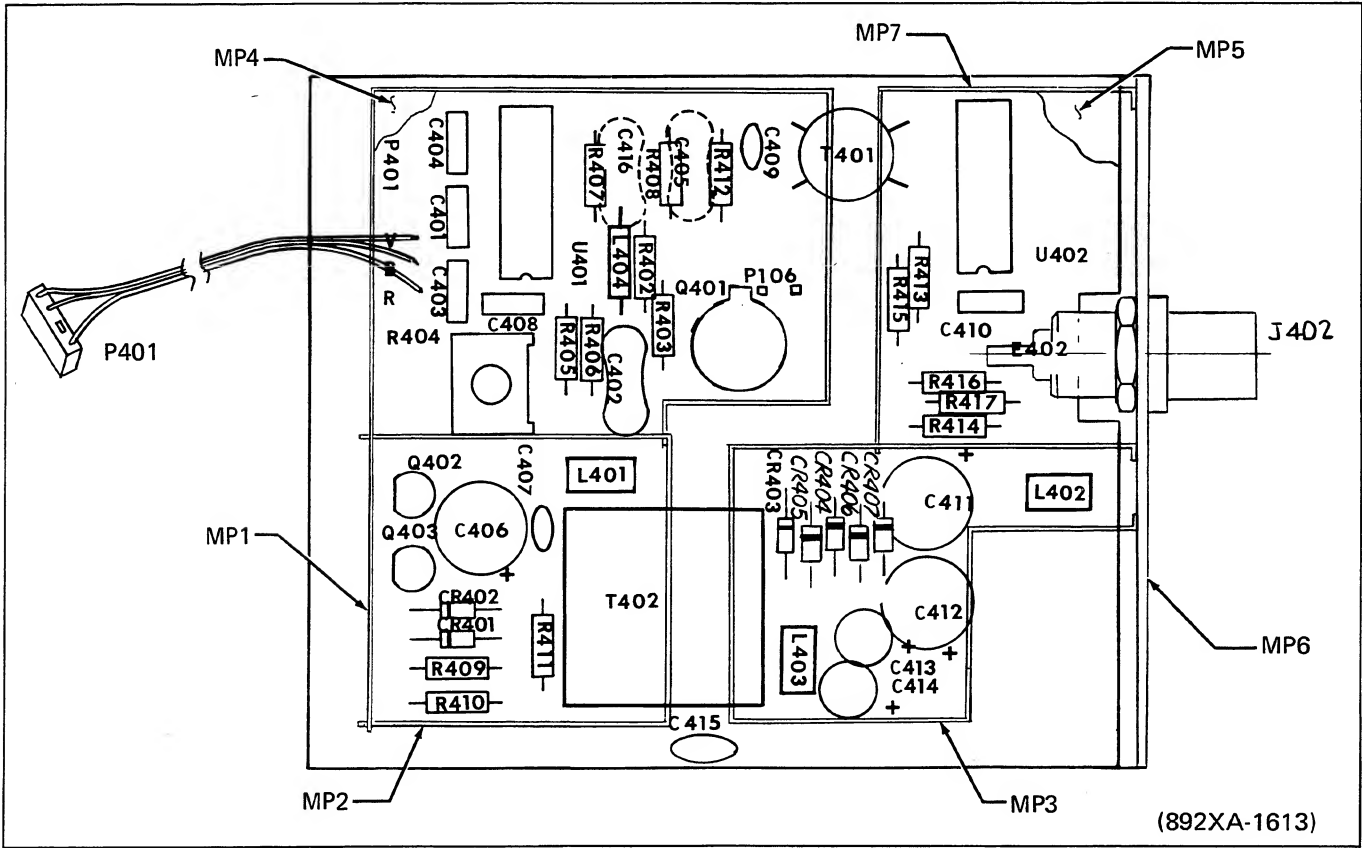 MP7
MP4
MP5
C404
P401
R407
C416
R408
C405
R412
C409
T401
C401
U401
L404
R402
Q401
P106
U402
R413
R415
V
B
R
C403
C408
R404
R403
R405
R406
C402
C410
E402
J402
P401
R416
R417
R414
Q402
C407
L401
CR403
CR405
CR404
CR406
CR407
+
C411
L402
Q403
C406
+
MP1
CR402
CR401
T402
C412
R411
R409
L403
+
+
C413
C414
MP6
R410
+
C415
MP2
MP3
(892XA-1613)